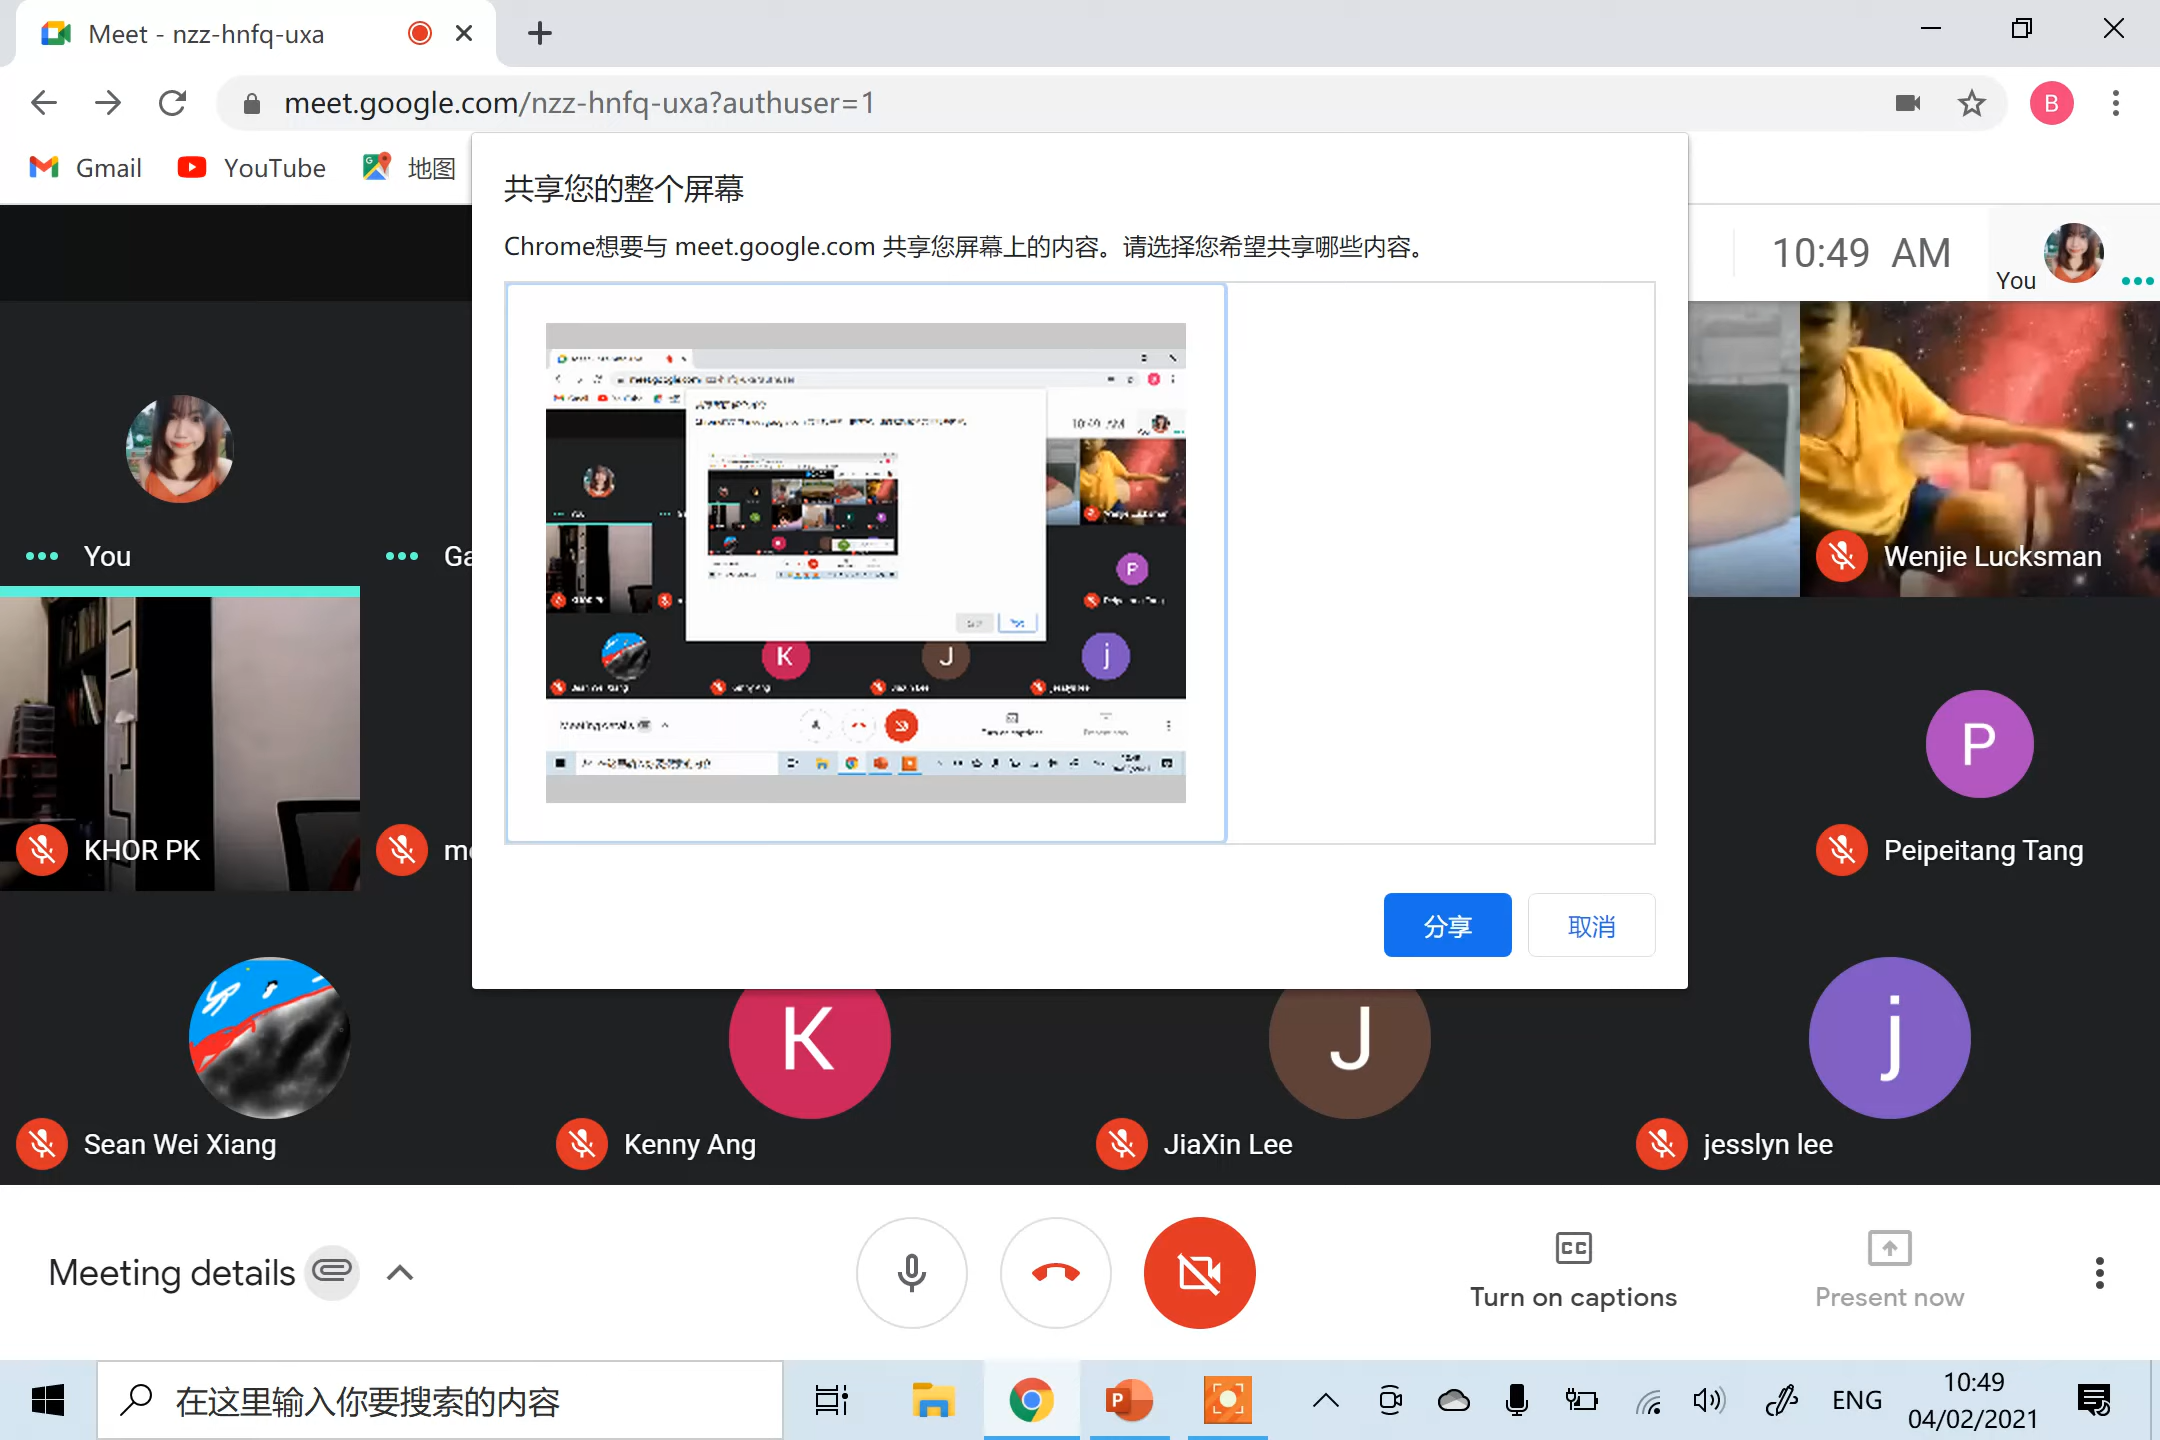 Meet - nzz-hnfq-uxa
meet.google.com/nzz-hnfq-uxa?authuser=1
B
Gmail
YouTube
地图
共享您的整个屏幕
Chrome想要与 meet.google.com 共享您屏幕上的内容。请选择您希望共享哪些内容。
10:49 AM
You
You
Ga
Wenjie Lucksman
KHOR PK
P
Peipeitang Tang
分享
取消
K
J
j
Sean Wei Xiang
Kenny Ang
JiaXin Lee
jesslyn lee
Meeting details
CC
Turn on captions
Present now
在这里输入你要搜索的内容
P
ENG
10:49
04/02/2021